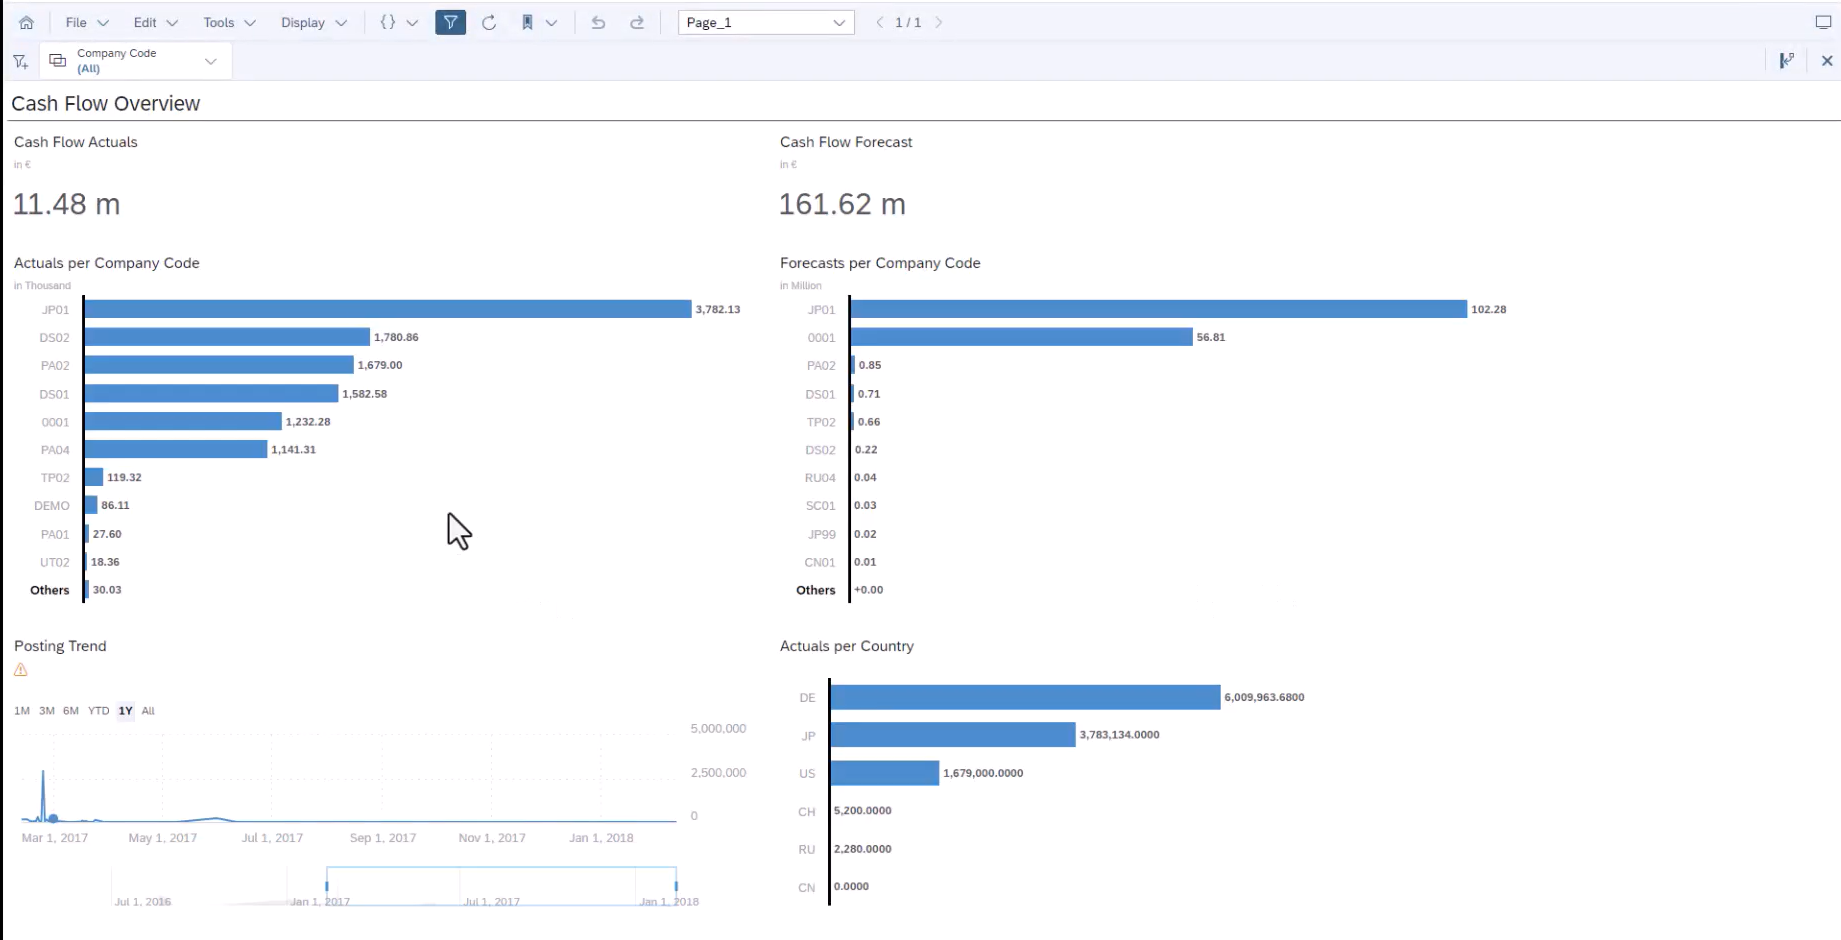 File Edit Tools Display {} Page_1 1 / 1
Company Code
(All)
Cash Flow Overview
Cash Flow Actuals
in €
11.48 m
Cash Flow Forecast
in €
161.62 m
Actuals per Company Code
in Thousand
JP01 3,782.13
DS02 1,780.86
PA02 1,679.00
DS01 1,582.58
0001 1,232.28
PA04 1,141.31
TP02 119.32
DEMO 86.11
PA01 27.60
UT02 18.36
Others 30.03
Forecasts per Company Code
in Million
JP01 102.28
0001 56.81
PA02 0.85
DS01 0.71
TP02 0.66
DS02 0.22
RU04 0.04
SC01 0.03
JP99 0.02
CN01 0.01
Others +0.00
Posting Trend
1M 3M 6M YTD 1Y All
5,000,000
2,500,000
0
Mar 1, 2017 May 1, 2017 Jul 1, 2017 Sep 1, 2017 Nov 1, 2017 Jan 1, 2018
Jul 1, 2016 Jan 1, 2017 Jul 1, 2017 Jan 1, 2018
Actuals per Country
DE 6,009,963.6800
JP 3,783,134.0000
US 1,679,000.0000
CH 5,200.0000
RU 2,280.0000
CN 0.0000